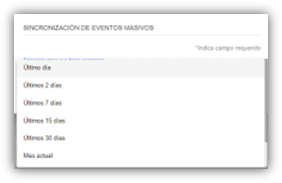 SINCRONIZACIÓN DE EVENTOS MASIVOS
*Indica campo requerido
Último día
Últimos 2 días
Últimos 7 días
Últimos 15 días
Últimos 30 días
Mes actual